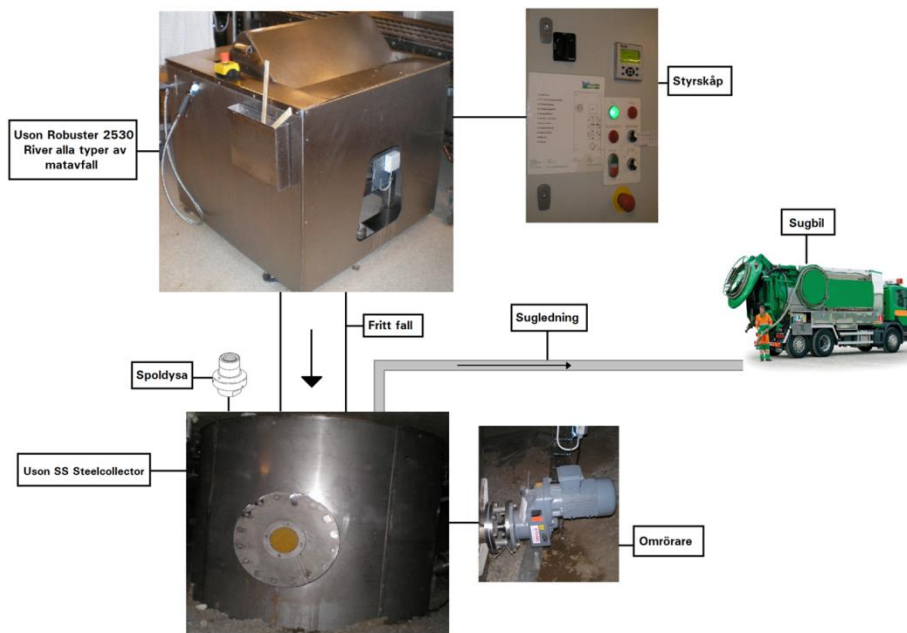 Uson Robuster 2530
River alla typer av
matavfall
Styrskåp
Sugbil
Fritt fall
Sugledning
Spoldysa
Uson SS Steelcollector
Omrörare